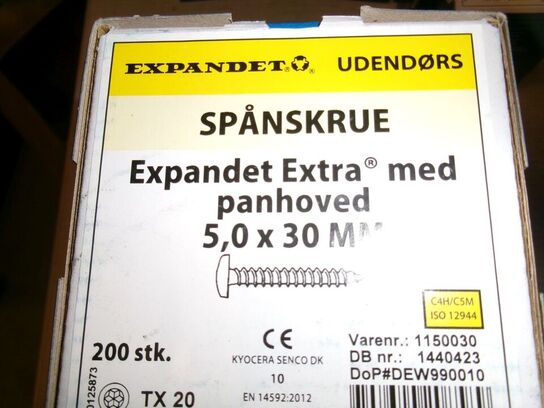 EXPANDET® ® UDENDØRS
SPÅNSKRUE
Expandet Extra® med
panhoved
5,0 x 30 MM
C4H/C5M
ISO 12944
CE
KYOCERA SENCO DK
10
EN 14592:2012
200 stk.
TX 20
0125873
Varenr.: 1150030
DB nr.: 1440423
DoP#DEW990010